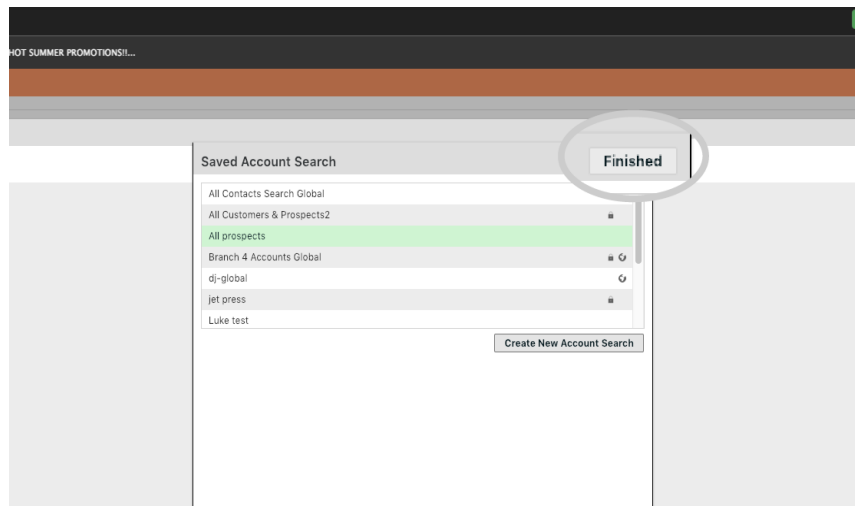 HOT SUMMER PROMOTIONS!!...
Saved Account Search
Finished
All Contacts Search Global
All Customers & Prospects2
All prospects
Branch 4 Accounts Global
dj-global
jet press
Luke test
Create New Account Search